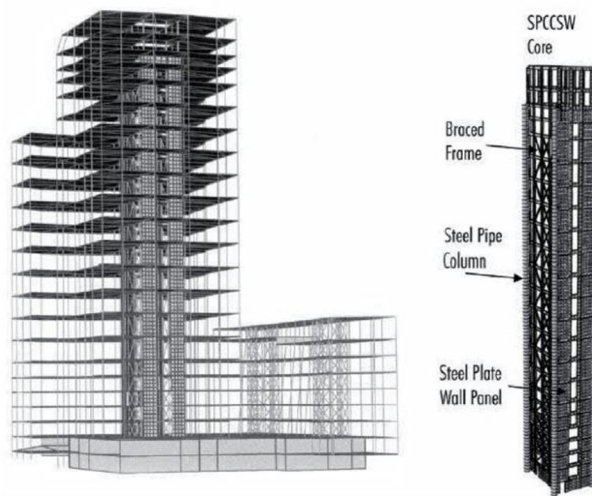 SPCCSW
Core
Braced
Frame
Steel Pipe
Column
Steel Plate
Wall Panel